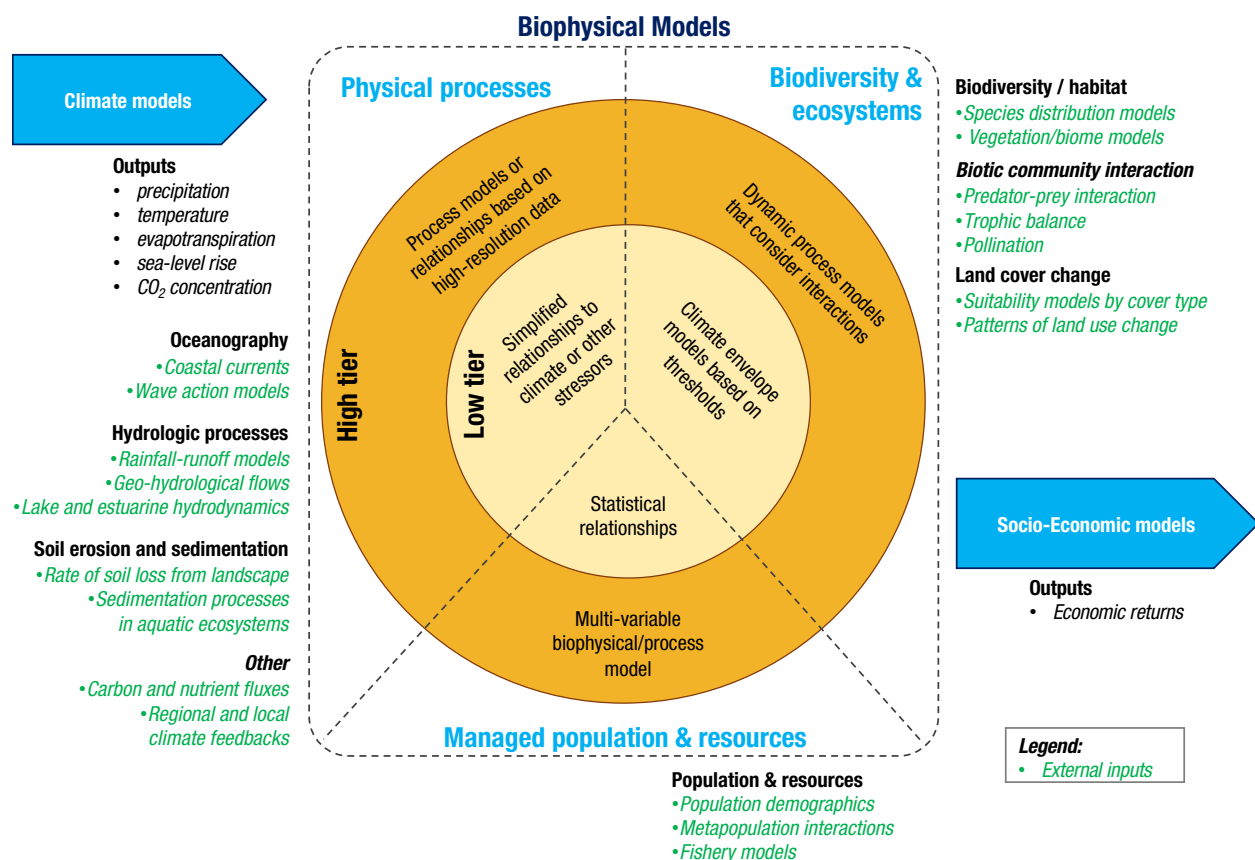 Biophysical Models
Climate models
Outputs
• precipitation
• temperature
• evapotranspiration
• sea-level rise
• CO₂ concentration
Oceanography
•Coastal currents
•Wave action models
Hydrologic processes
•Rainfall-runoff models
•Geo-hydrological flows
•Lake and estuarine hydrodynamics
Soil erosion and sedimentation
•Rate of soil loss from landscape
•Sedimentation processes
in aquatic ecosystems
Other
•Carbon and nutrient fluxes
•Regional and local
climate feedbacks
Physical processes
Process models or
relationships based on
high-resolution data
High tier
Low tier
Simplified
relationships to
climate or other
stressors
Biodiversity &
ecosystems
Dynamic process models
that consider interactions
Climate envelope
models based on
thresholds
Statistical
relationships
Multi-variable
biophysical/process
model
Managed population & resources
Population & resources
•Population demographics
•Metapopulation interactions
•Fishery models
Biodiversity / habitat
•Species distribution models
• Vegetation/biome models
Biotic community interaction
•Predator-prey interaction
•Trophic balance
•Pollination
Land cover change
•Suitability models by cover type
•Patterns of land use change
Socio-Economic models
Outputs
• Economic returns
Legend:
• External inputs